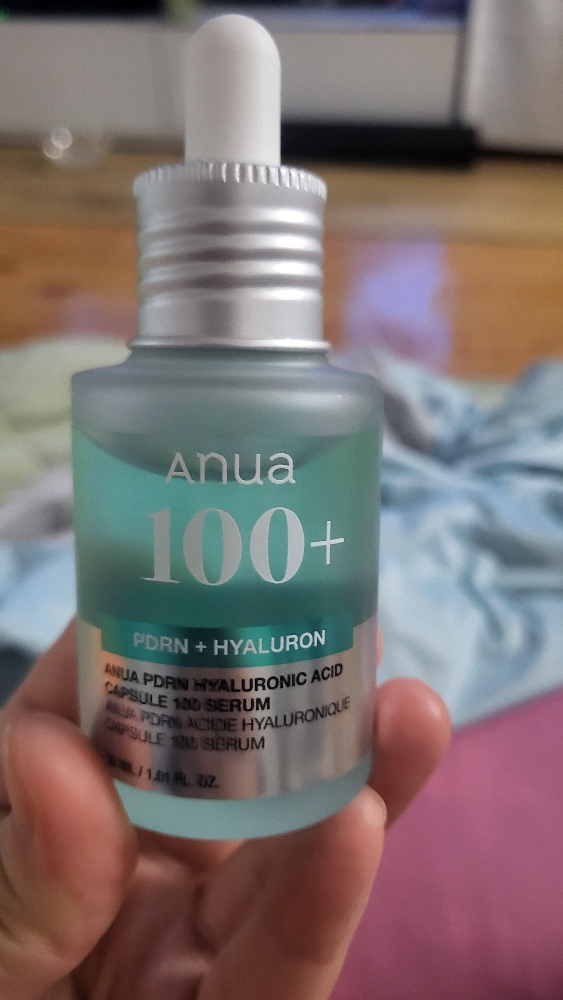 Anua
100+
PDRN + HYALURON
ANUA PDRN HYALURONIC ACID
CAPSULE 100 SERUM
ANUA PDRN ACIDE HYALURONIQUE
CAPSULE 100 SERUM
ML / 1.01 FL. OZ.